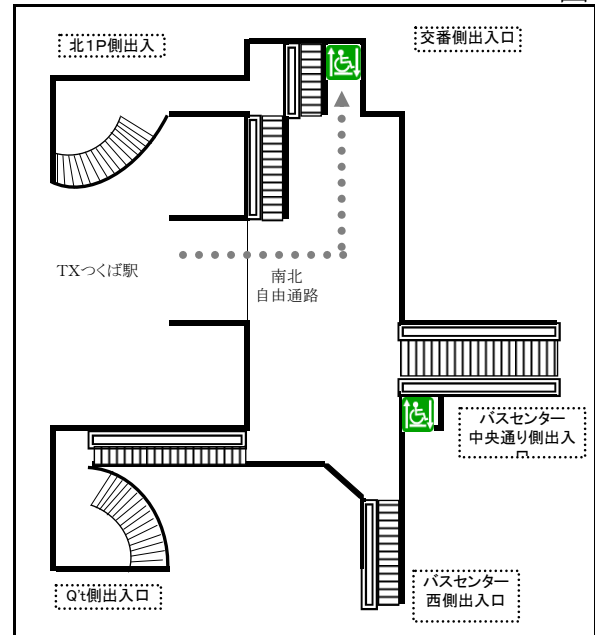 北1P側出入
交番側出入口
TXつくば駅
南北
自由通路
バスセンター
中央通り側出入
Q't側出入口
バスセンター
西側出入口